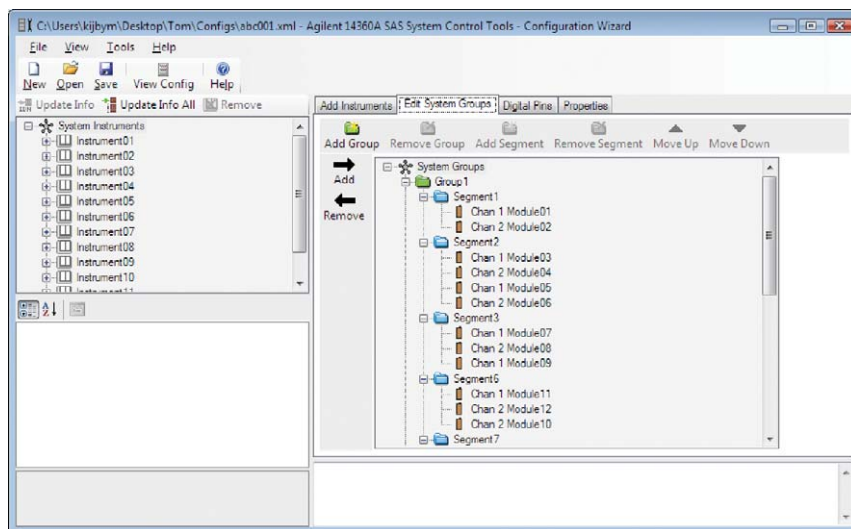 C:\Users\kijbym\Desktop\Tom\Configs\abc001.xml - Agilent 14360A SAS System Control Tools - Configuration Wizard
File View Tools Help
New Open Save View Config Help
Update Info Update Info All Remove
System Instruments
Instrument01
Instrument02
Instrument03
Instrument04
Instrument05
Instrument06
Instrument07
Instrument08
Instrument09
Instrument10
Instrument11
Add Instruments Edit System Groups Digital Pins Properties
Add Group Remove Group Add Segment Remove Segment Move Up Move Down
Add
Remove
System Groups
Group1
Segment1
Chan 1 Module01
Chan 2 Module02
Segment2
Chan 1 Module03
Chan 2 Module04
Chan 1 Module05
Chan 2 Module06
Segment3
Chan 1 Module07
Chan 2 Module08
Chan 1 Module09
Segment6
Chan 1 Module11
Chan 2 Module12
Chan 2 Module10
Segment7